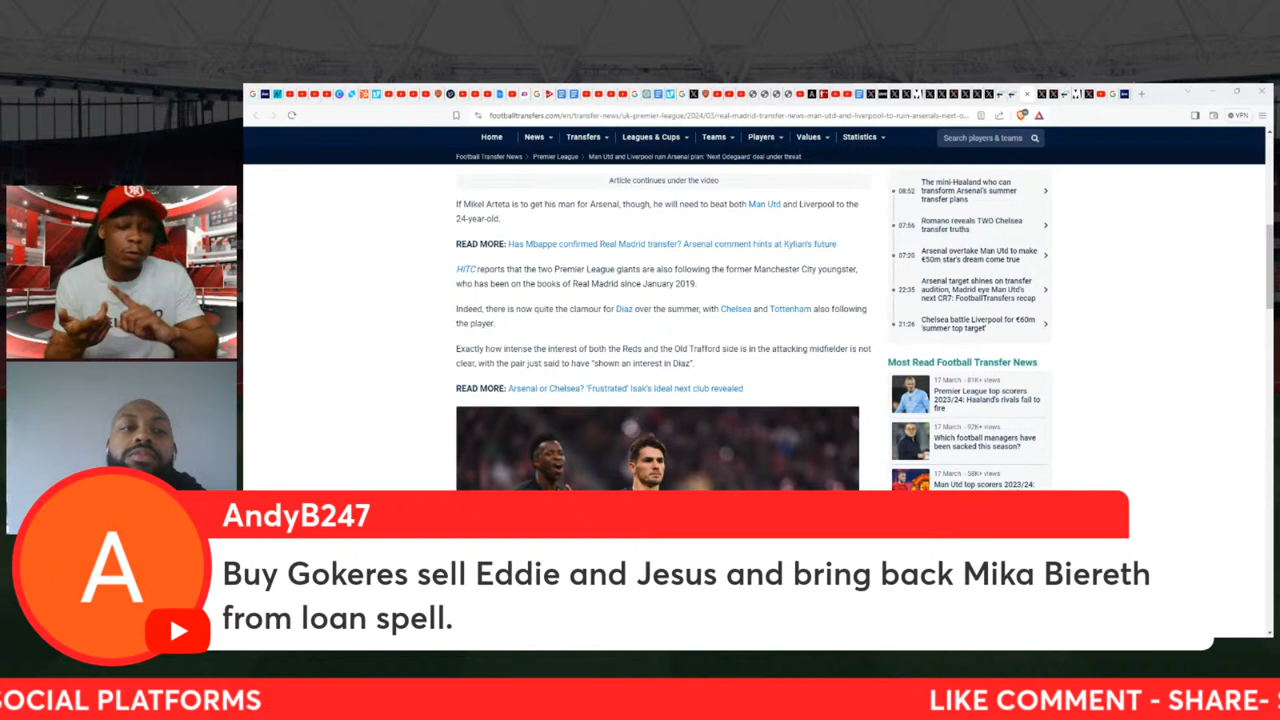 footballtransfers.com/en/transfer-news/uk-premier-league/2024/03/real-madrid-transfer-news-man-utd-and-liverpool-to-ruin-arsenals-next-o...
VPN
Home News Transfers Leagues & Cups Teams Players Values Statistics Search players & teams
Football Transfer News > Premier League > Man Utd and Liverpool ruin Arsenal plan: 'Next Odegaard' deal under threat
Article continues under the video
If Mikel Arteta is to get his man for Arsenal, though, he will need to beat both Man Utd and Liverpool to the
24-year-old.
READ MORE: Has Mbappe confirmed Real Madrid transfer? Arsenal comment hints at Kylian's future
HITC reports that the two Premier League giants are also following the former Manchester City youngster,
who has been on the books of Real Madrid since January 2019.
Indeed, there is now quite the clamour for Diaz over the summer, with Chelsea and Tottenham also following
the player.
Exactly how intense the interest of both the Reds and the Old Trafford side is in the attacking midfielder is not
clear, with the pair just said to have "shown an interest in Diaz".
READ MORE: Arsenal or Chelsea? 'Frustrated' Isak's ideal next club revealed
08:52 The mini-Haaland who can
transform Arsenal's summer
transfer plans
07:56 Romano reveals TWO Chelsea
transfer truths
07:20 Arsenal overtake Man Utd to make
€50m star's dream come true
22:35 Arsenal target shines on transfer
audition, Madrid eye Man Utd's
next CR7: FootballTransfers recap
21:26 Chelsea battle Liverpool for €60m
'summer top target'
Most Read Football Transfer News
17 March - 81K+ views
Premier League top scorers
2023/24: Haaland's rivals fail to
fire
17 March - 92K+ views
Which football managers have
been sacked this season?
17 March - 58K+ views
Man Utd top scorers 2023/24:
A
AndyB247
Buy Gokeres sell Eddie and Jesus and bring back Mika Biereth
from loan spell.
SOCIAL PLATFORMS
LIKE COMMENT - SHARE-